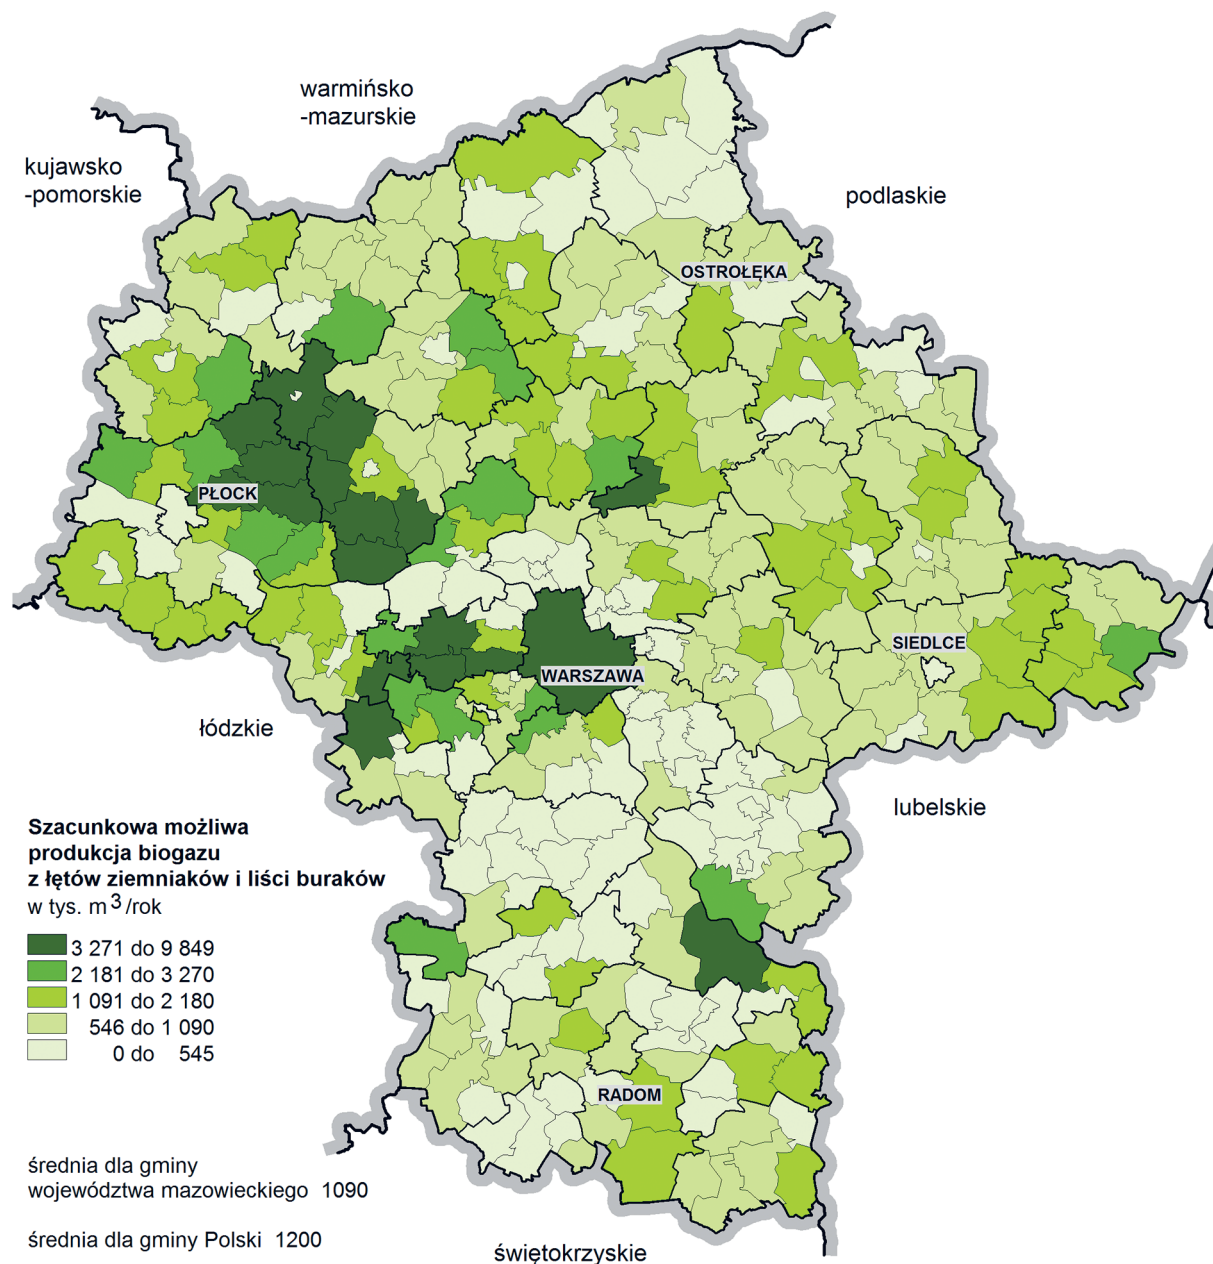 warmińsko
-mazurskie
kujawsko
-pomorskie
podlaskie
OSTROŁĘKA
PŁOCK
SIEDLCE
WARSZAWA
łódzkie
lubelskie
Szacunkowa możliwa
produkcja biogazu
z łętów ziemniaków i liści buraków
w tys. m³/rok
3 271 do 9 849
2 181 do 3 270
1 091 do 2 180
546 do 1 090
0 do 545
RADOM
średnia dla gminy
województwa mazowieckiego 1090
średnia dla gminy Polski 1200
świętokrzyskie